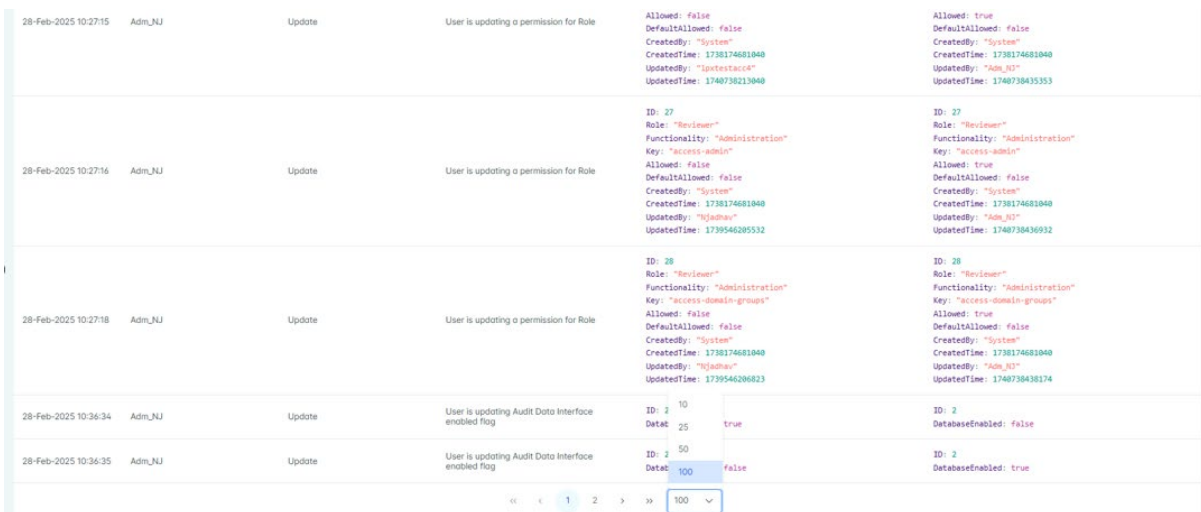 28-Feb-2025 10:27:15 Adm_NJ Update User is updating a permission for Role
Allowed: false
DefaultAllowed: false
CreatedBy: "System"
CreatedTime: 1738174681040
UpdatedBy: "lpxtestacc4"
UpdatedTime: 1740738213040
Allowed: true
DefaultAllowed: false
CreatedBy: "System"
CreatedTime: 1738174681040
UpdatedBy: "Adm_NJ"
UpdatedTime: 1740738435353
28-Feb-2025 10:27:16 Adm_NJ Update User is updating a permission for Role
ID: 27
Role: "Reviewer"
Functionality: "Administration"
Key: "access-admin"
Allowed: false
DefaultAllowed: false
CreatedBy: "System"
CreatedTime: 1738174681040
UpdatedBy: "Njadhav"
UpdatedTime: 1739546205532
ID: 27
Role: "Reviewer"
Functionality: "Administration"
Key: "access-admin"
Allowed: true
DefaultAllowed: false
CreatedBy: "System"
CreatedTime: 1738174681040
UpdatedBy: "Adm_NJ"
UpdatedTime: 1740738436932
28-Feb-2025 10:27:18 Adm_NJ Update User is updating a permission for Role
ID: 28
Role: "Reviewer"
Functionality: "Administration"
Key: "access-domain-groups"
Allowed: false
DefaultAllowed: false
CreatedBy: "System"
CreatedTime: 1738174681040
UpdatedBy: "Njadhav"
UpdatedTime: 1739546206823
ID: 28
Role: "Reviewer"
Functionality: "Administration"
Key: "access-domain-groups"
Allowed: true
DefaultAllowed: false
CreatedBy: "System"
CreatedTime: 1738174681040
UpdatedBy: "Adm_NJ"
UpdatedTime: 1740738438174
28-Feb-2025 10:36:34 Adm_NJ Update User is updating Audit Data Interface
enabled flag
ID: 2
Datab true
ID: 2
DatabaseEnabled: false
28-Feb-2025 10:36:35 Adm_NJ Update User is updating Audit Data Interface
enabled flag
ID: 2
Datab false
ID: 2
DatabaseEnabled: true
10
25
50
100
« < 1 2 > » 100